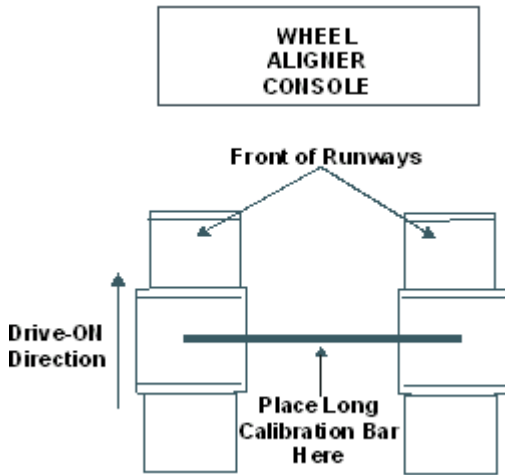 WHEEL
ALIGNER
CONSOLE
Front of Runways
Drive-ON
Direction
Place Long
Calibration Bar
Here